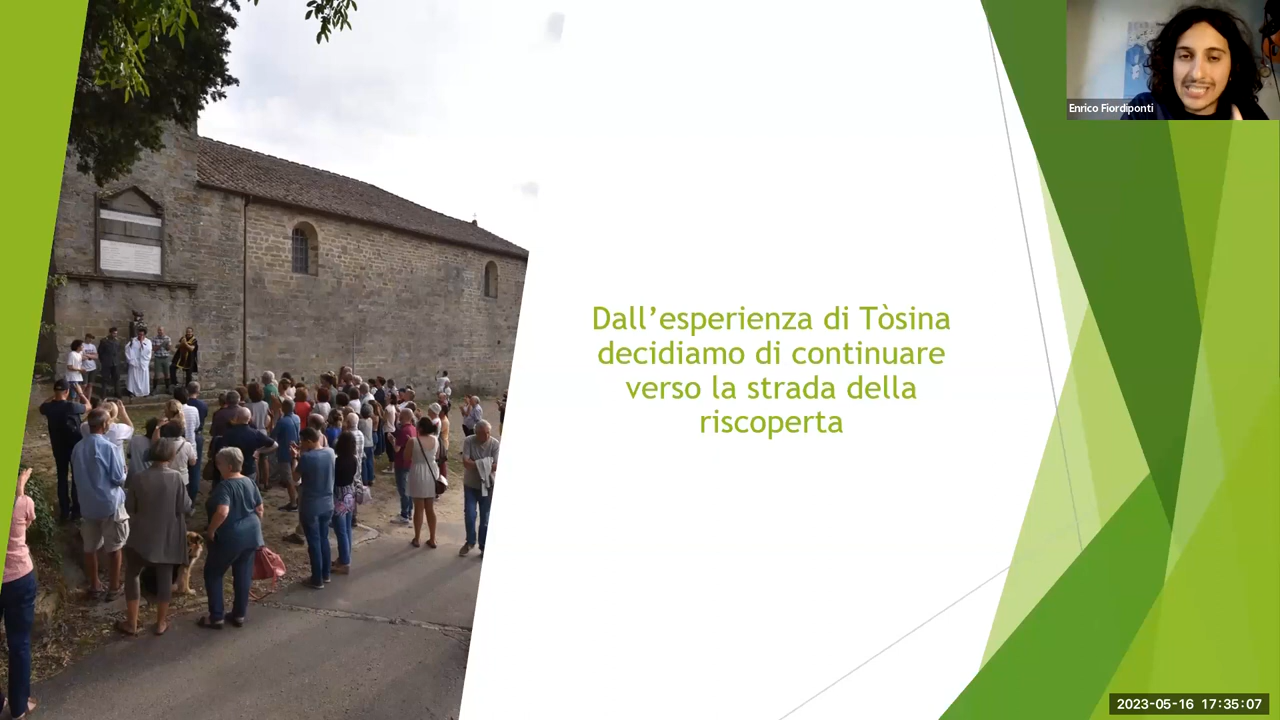 Enrico Fiordiponti
Dall’esperienza di Tòsina
decidiamo di continuare
verso la strada della
riscoperta
2023-05-16 17:35:07